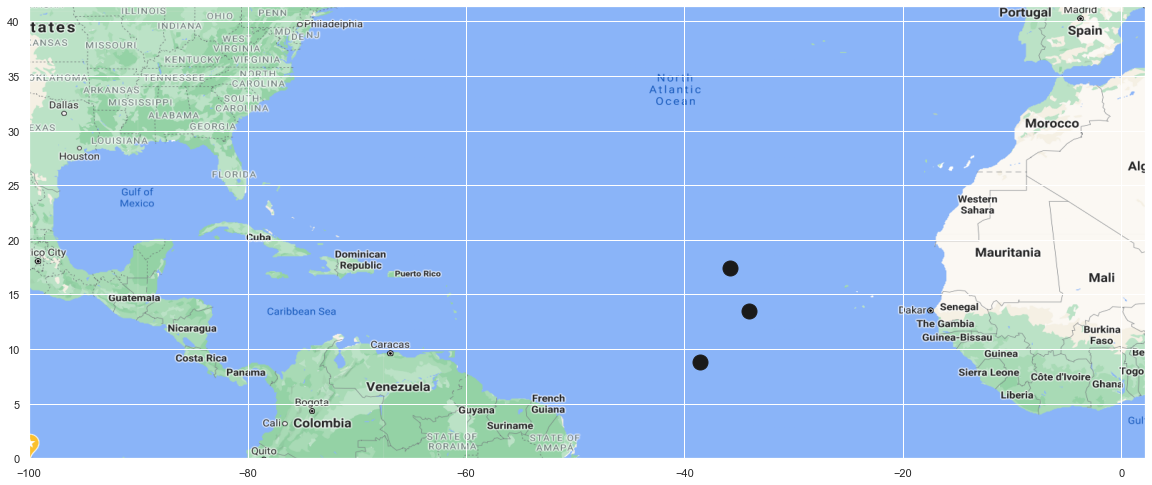 ILLINOIS
OHIO
PENN
Portugal
Madrid
40
tates
INDIANA
Philadelphia
Spain
ANSAS
MISSOURI
WEST
VIRGINIA
MD
DE
NJ
KENTUCKY
VIRGINIA
35
OKLAHOMA
TENNESSEE
NORTH
CAROLINA
North
Atlantic
Ocean
ARKANSAS
Dallas
MISSISSIPPI
SOUTH
CAROLINA
ALABAMA
Morocco
30
EXAS
GEORGIA
LOUISIANA
Houston
Alg
25
FLORIDA
Gulf of
Mexico
Western
Sahara
20
Cuba
ico City
Dominican
Republic
Mauritania
Puerto Rico
Mali
15
Guatemala
Caribbean Sea
Dakar
Senegal
The Gambia
Nicaragua
Guinea-Bissau
Burkina
Faso
10
Costa Rica
Caracas
Guinea
Be
Panama
Sierra Leone
Côte d'Ivoire
Togo
Venezuela
Ghana
5
Bogota
Guyana
French
Guiana
Liberia
Cali
Colombia
Suriname
Gulf
STATE OF
RORAIMA
STATE OF
AMAPÁ
Quito
0
−100
−80
−60
−40
−20
0